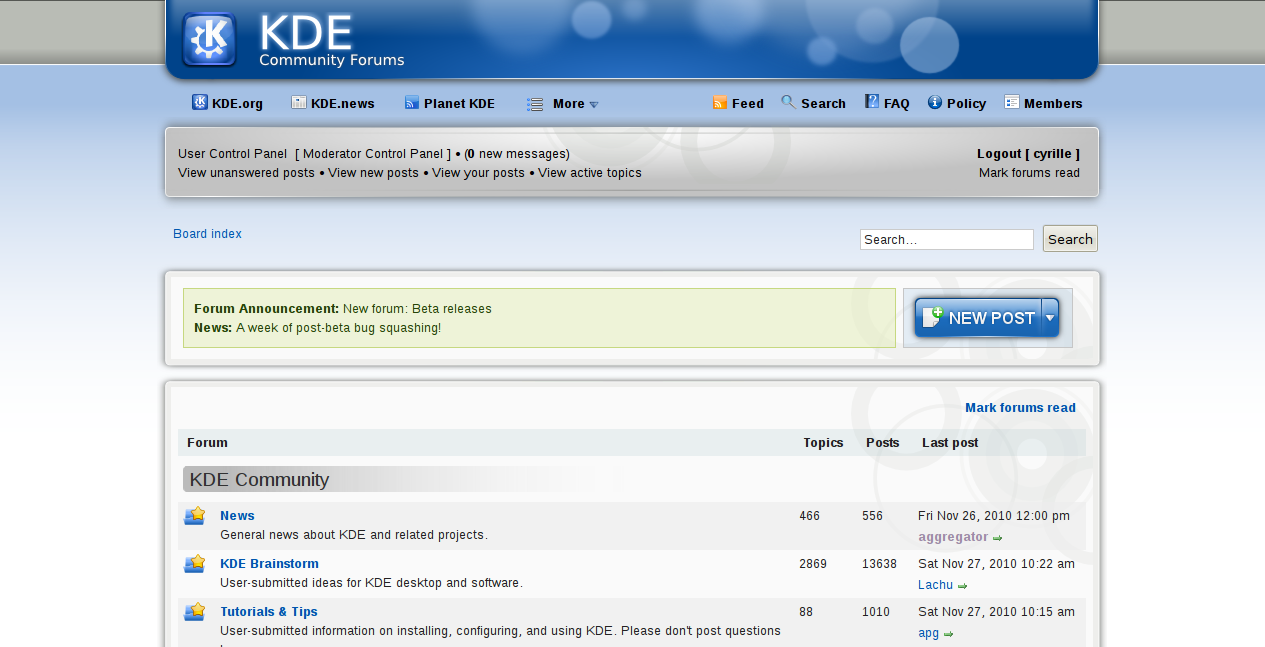 KDE
Community Forums
KDE.org KDE.news Planet KDE More Feed Search FAQ Policy Members
User Control Panel [ Moderator Control Panel ] • (0 new messages) Logout [ cyrille ]
View unanswered posts • View new posts • View your posts • View active topics Mark forums read
Board index Search... Search
Forum Announcement: New forum: Beta releases
News: A week of post-beta bug squashing!
NEW POST
Mark forums read
Forum Topics Posts Last post
KDE Community
News 466 556 Fri Nov 26, 2010 12:00 pm
General news about KDE and related projects. aggregator
KDE Brainstorm 2869 13638 Sat Nov 27, 2010 10:22 am
User-submitted ideas for KDE desktop and software. Lachu
Tutorials & Tips 88 1010 Sat Nov 27, 2010 10:15 am
User-submitted information on installing, configuring, and using KDE. Please don't post questions apg